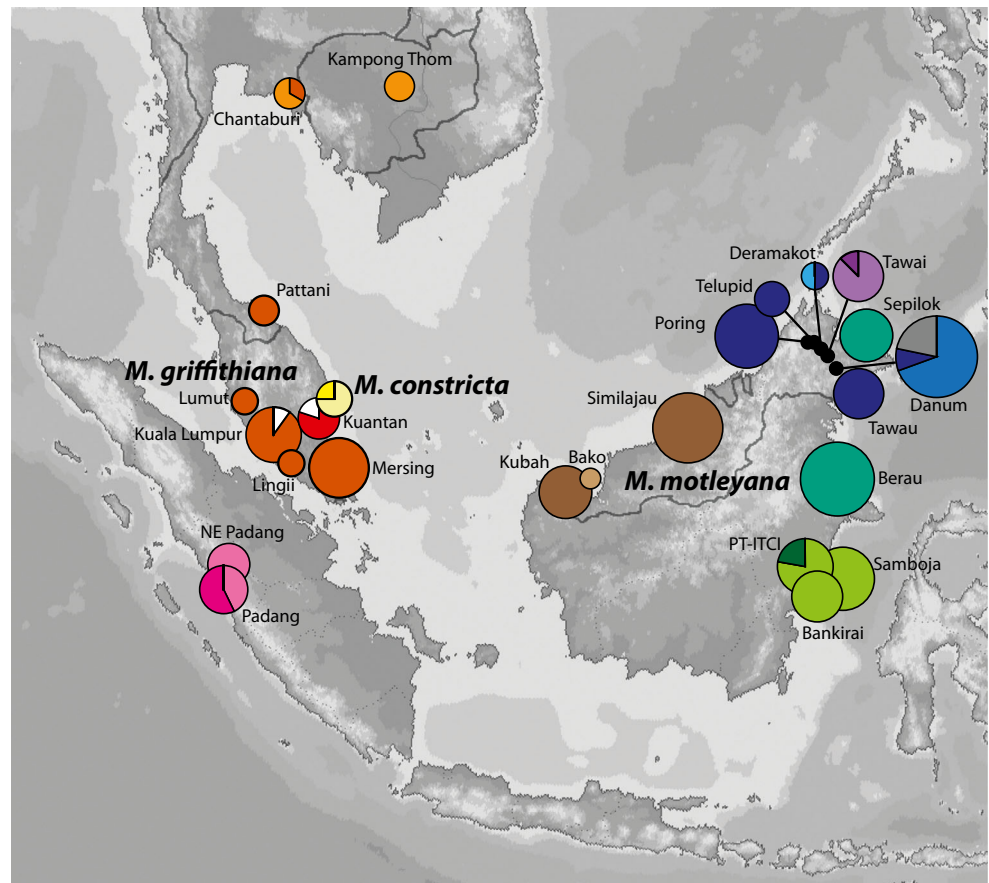 Kampong Thom
Chantaburi
Deramakot
Tawai
Telupid
Pattani
Sepilok
Poring
M. griffithiana
M. constricta
Lumut
Similajau
Danum
Kuala Lumpur
Kuantan
Tawau
Kubah
Bako
Mersing
M. motleyana
Berau
Lingii
NE Padang
PT-ITCI
Samboja
Padang
Bankirai